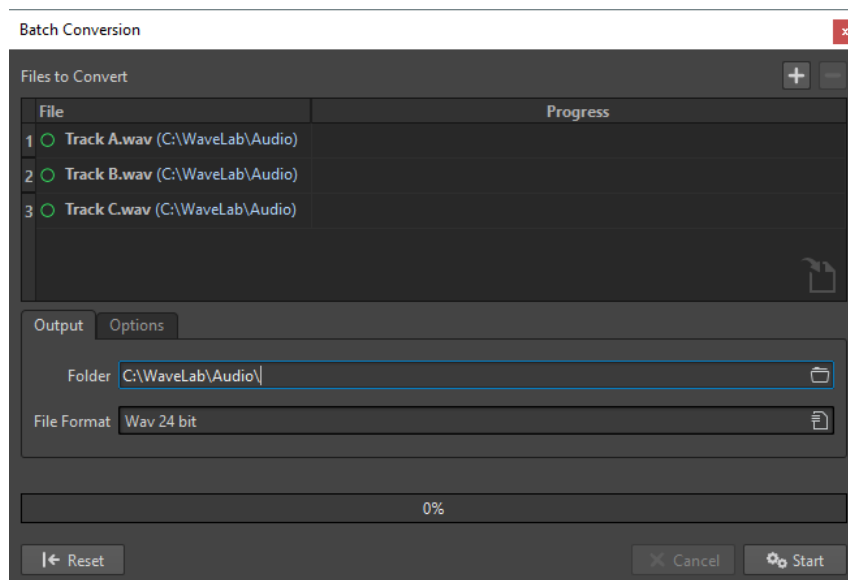 Batch Conversion
x
Files to Convert
File Progress
1 Track A.wav (C:\WaveLab\Audio)
2 Track B.wav (C:\WaveLab\Audio)
3 Track C.wav (C:\WaveLab\Audio)
Output Options
Folder C:\WaveLab\Audio\
File Format Wav 24 bit
0%
Reset Cancel Start